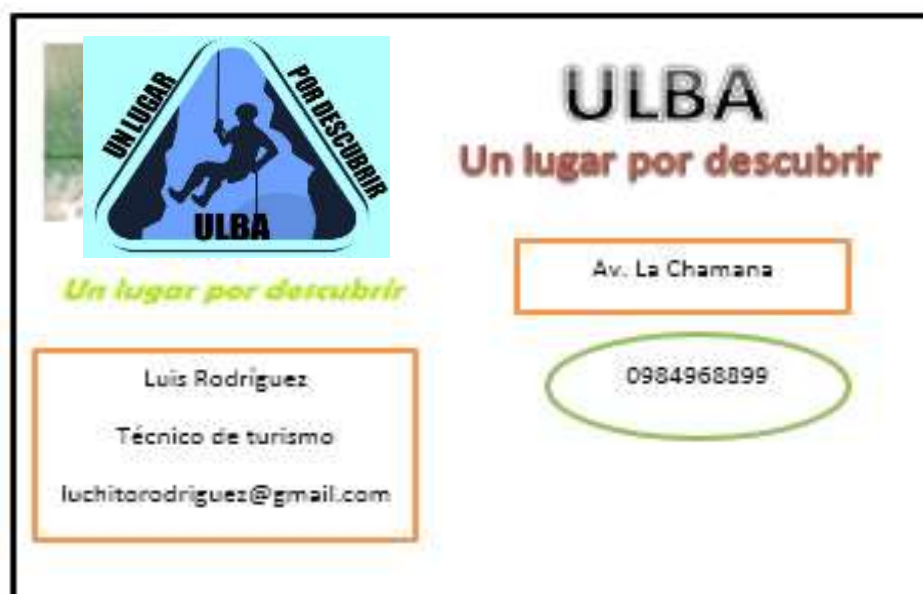 UN LUGAR
POR DESCUBRIR
ULBA
Un lugar por descubrir
Luis Rodríguez
Técnico de turismo
luchitorodriguez@gmail.com
ULBA
Un lugar por descubrir
Av. La Chamana
0984968899